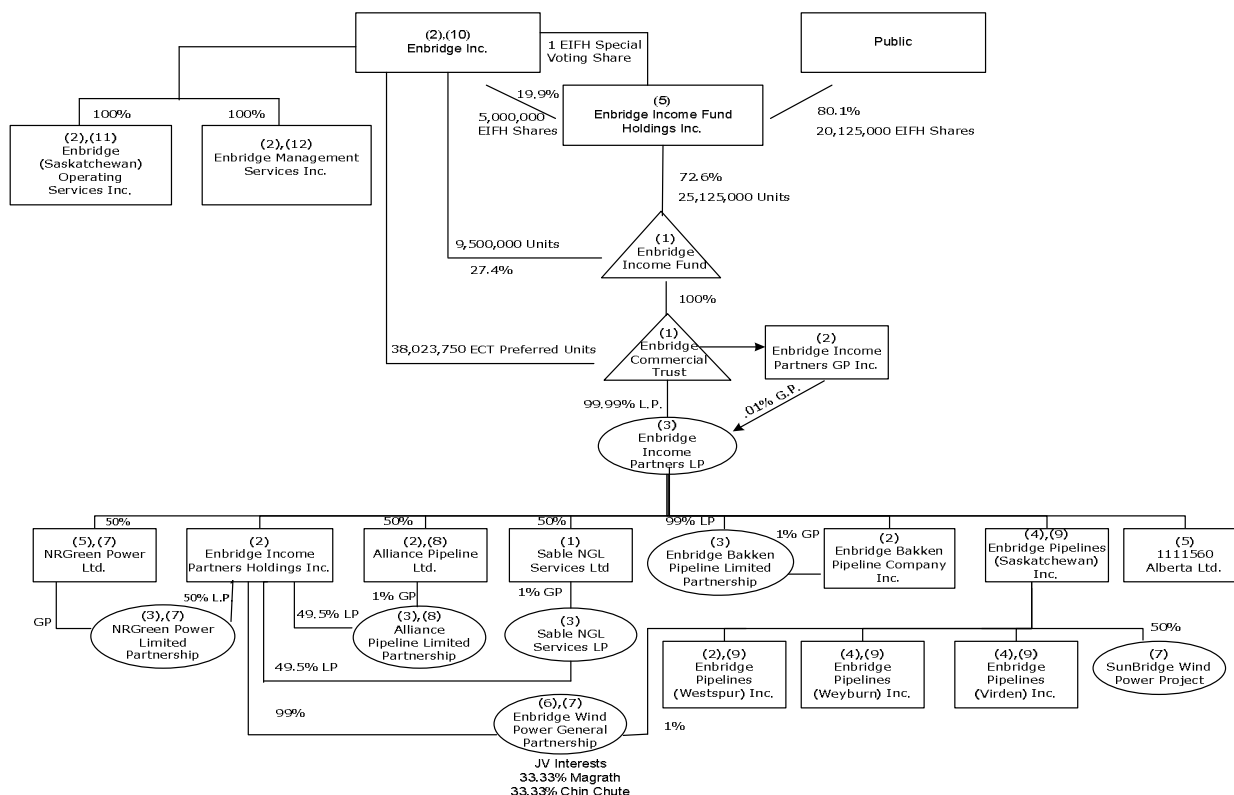 (2),(10)
Enbridge Inc.
1 EIFH Special
Voting Share
Public
19.9%
5,000,000
EIFH Shares
(5)
Enbridge Income Fund
Holdings Inc.
80.1%
20,125,000 EIFH Shares
100%
100%
(2),(11)
Enbridge
(Saskatchewan)
Operating
Services Inc.
(2),(12)
Enbridge Management
Services Inc.
72.6%
25,125,000 Units
9,500,000 Units
27.4%
(1)
Enbridge
Income Fund
100%
38,023,750 ECT Preferred Units
(1)
Enbridge
Commercial
Trust
(2)
Enbridge Income
Partners GP Inc.
99.99% L.P.
.01% G.P.
(3)
Enbridge
Income
Partners LP
50%
50%
50%
99% LP
1% GP
(5),(7)
NRGreen Power
Ltd.
(2)
Enbridge Income
Partners Holdings Inc.
(2),(8)
Alliance Pipeline
Ltd.
(1)
Sable NGL
Services Ltd
(3)
Enbridge Bakken
Pipeline Limited
Partnership
(2)
Enbridge Bakken
Pipeline Company
Inc.
(4),(9)
Enbridge Pipelines
(Saskatchewan)
Inc.
(5)
1111560
Alberta Ltd.
GP
50% L.P.
49.5% LP
1% GP
1% GP
(3),(7)
NRGreen Power
Limited
Partnership
(3),(8)
Alliance
Pipeline Limited
Partnership
(3)
Sable NGL
Services LP
49.5% LP
50%
(2),(9)
Enbridge
Pipelines
(Westspur) Inc.
(4),(9)
Enbridge
Pipelines
(Weyburn) Inc.
(4),(9)
Enbridge
Pipelines
(Virden) Inc.
(7)
SunBridge Wind
Power Project
99%
(6),(7)
Enbridge Wind
Power General
Partnership
1%
JV Interests
33.33% Magrath
33.33% Chin Chute